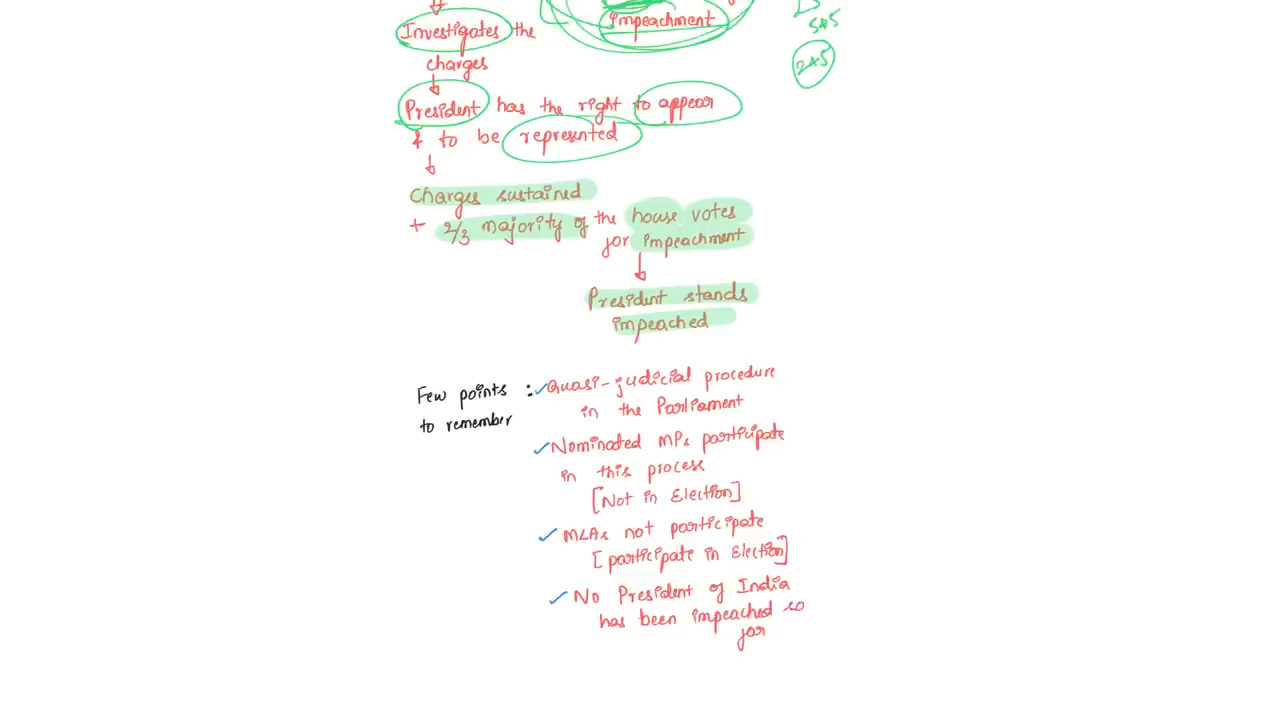 impeachment
545
245
Investigates the
charges
President has the right to appear
& to be represented
Charges sustained
+ 2/3 majority of the house votes
for impeachment
President stands
impeached
Few points :
to remember
Quasi-judicial procedure
in the Parliament
Nominated MPs participate
in this process
[Not in Election]
MLAs not participate
[participate in Election]
No President of India
has been impeached so
far